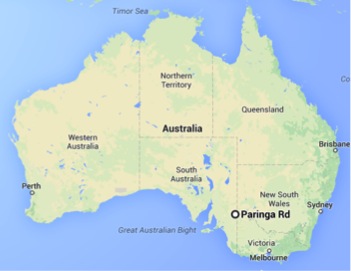 Timor Sea
Northern
Territory
Co
Queensland
Australia
Western
Australia
Brisbane
South
Australia
Perth
New South
Wales
Sydney
Paringa Rd
Great Australian Bight
Victoria
Melbourne